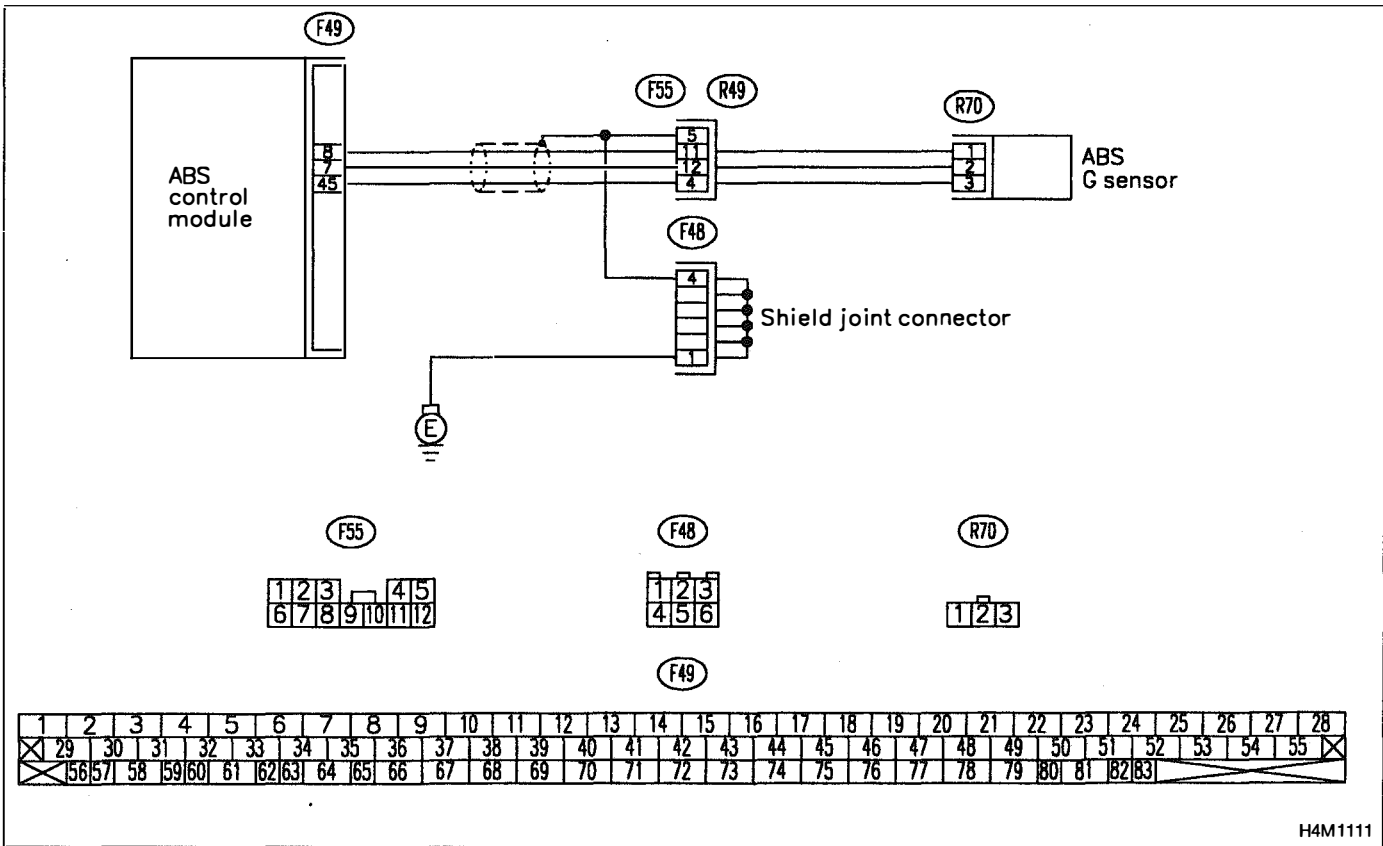 F49
F55 R49
R70
ABS
control
module
8
7
45
5
11
12
4
1
2
3
ABS
G sensor
F48
4
1
Shield joint connector
E
F55
F48
R70
1 2 3 4 5
6 7 8 9 10 11 12
1 2 3
4 5 6
1 2 3
F49
1 2 3 4 5 6 7 8 9 10 11 12 13 14 15 16 17 18 19 20 21 22 23 24 25 26 27 28
29 30 31 32 33 34 35 36 37 38 39 40 41 42 43 44 45 46 47 48 49 50 51 52 53 54 55
56 57 58 59 60 61 62 63 64 65 66 67 68 69 70 71 72 73 74 75 76 77 78 79 80 81 82 83
H4M1111